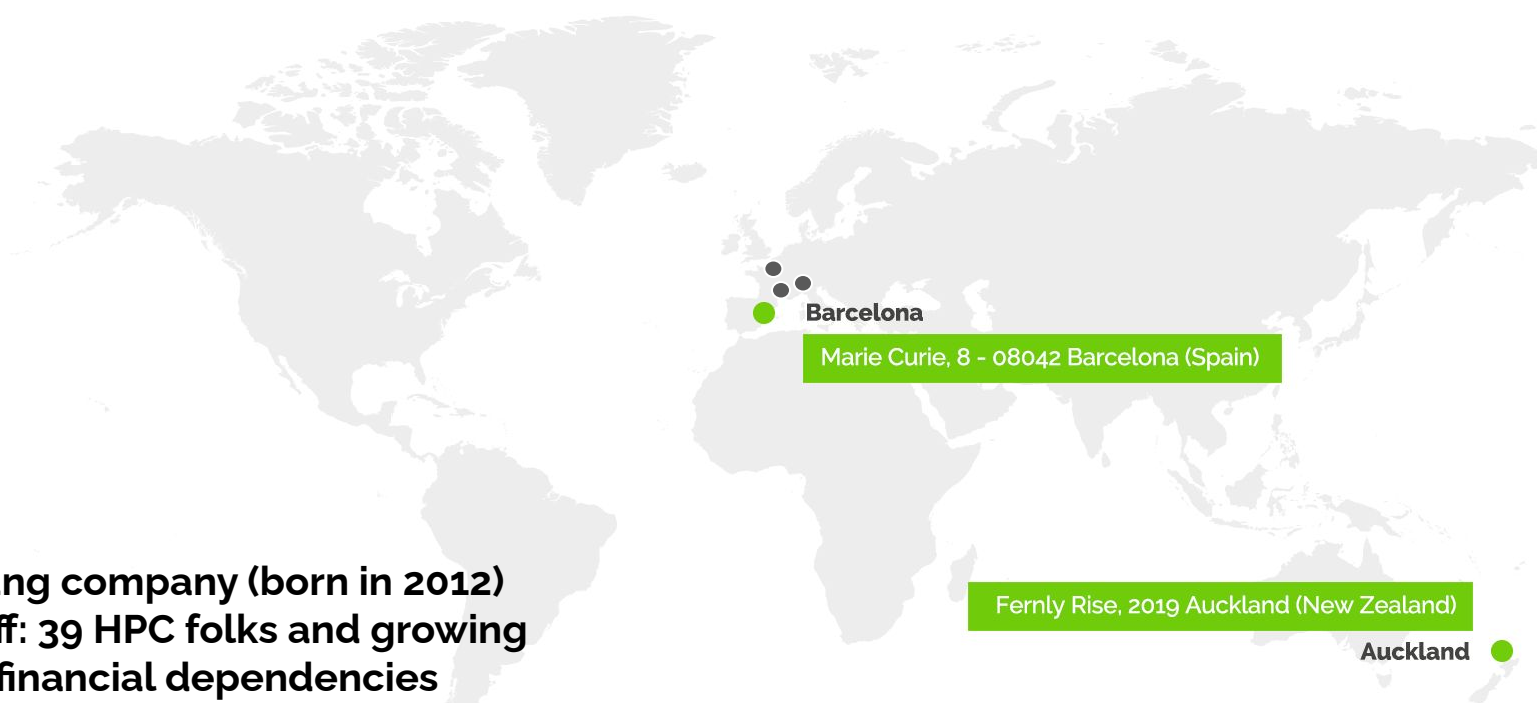 Barcelona
Marie Curie, 8 - 08042 Barcelona (Spain)
ng company (born in 2012)
Fernly Rise, 2019 Auckland (New Zealand)
ff: 39 HPC folks and growing
Auckland
financial dependencies